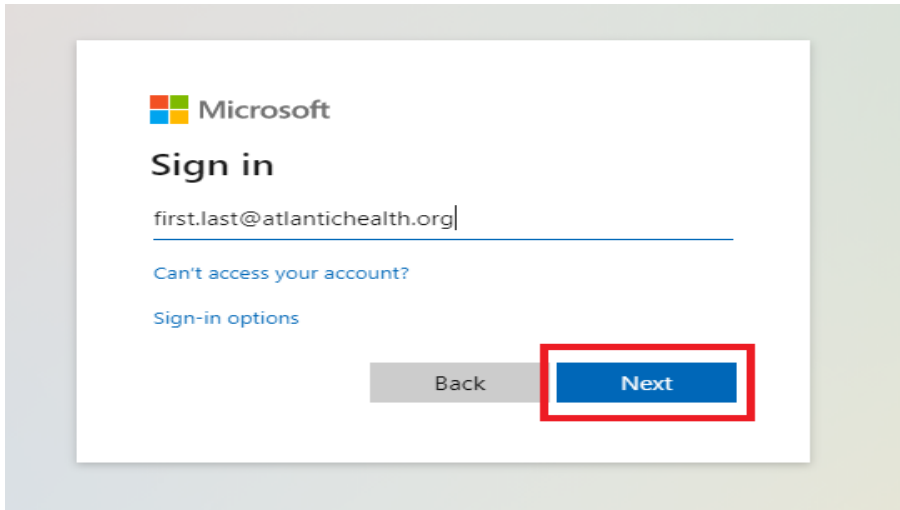 Microsoft
Sign in
first.last@atlantichealth.org
Can't access your account?
Sign-in options
Back
Next